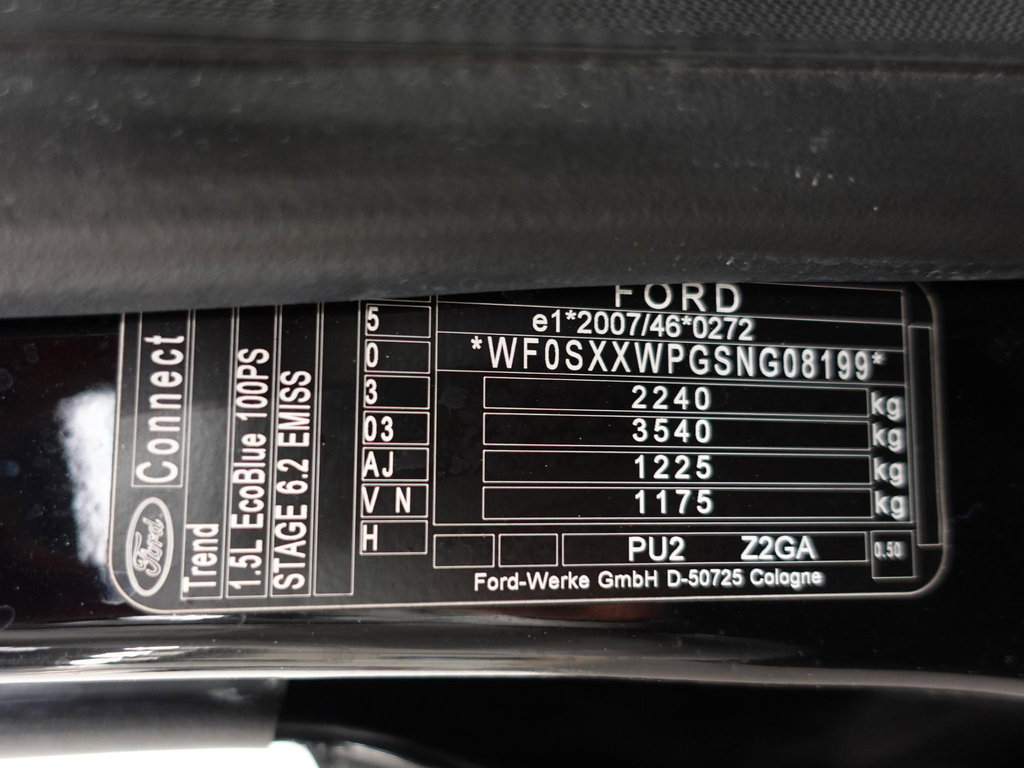 Ford
Connect
Trend
1.5L EcoBlue 100PS
STAGE 6.2 EMISS
5
0
3
03
AJ
V N
H
FORD
e1*2007/46*0272
*WF0SXXWPGSNG08199*
2240 kg
3540 kg
1225 kg
1175 kg
PU2 Z2GA 0.50
Ford-Werke GmbH D-50725 Cologne